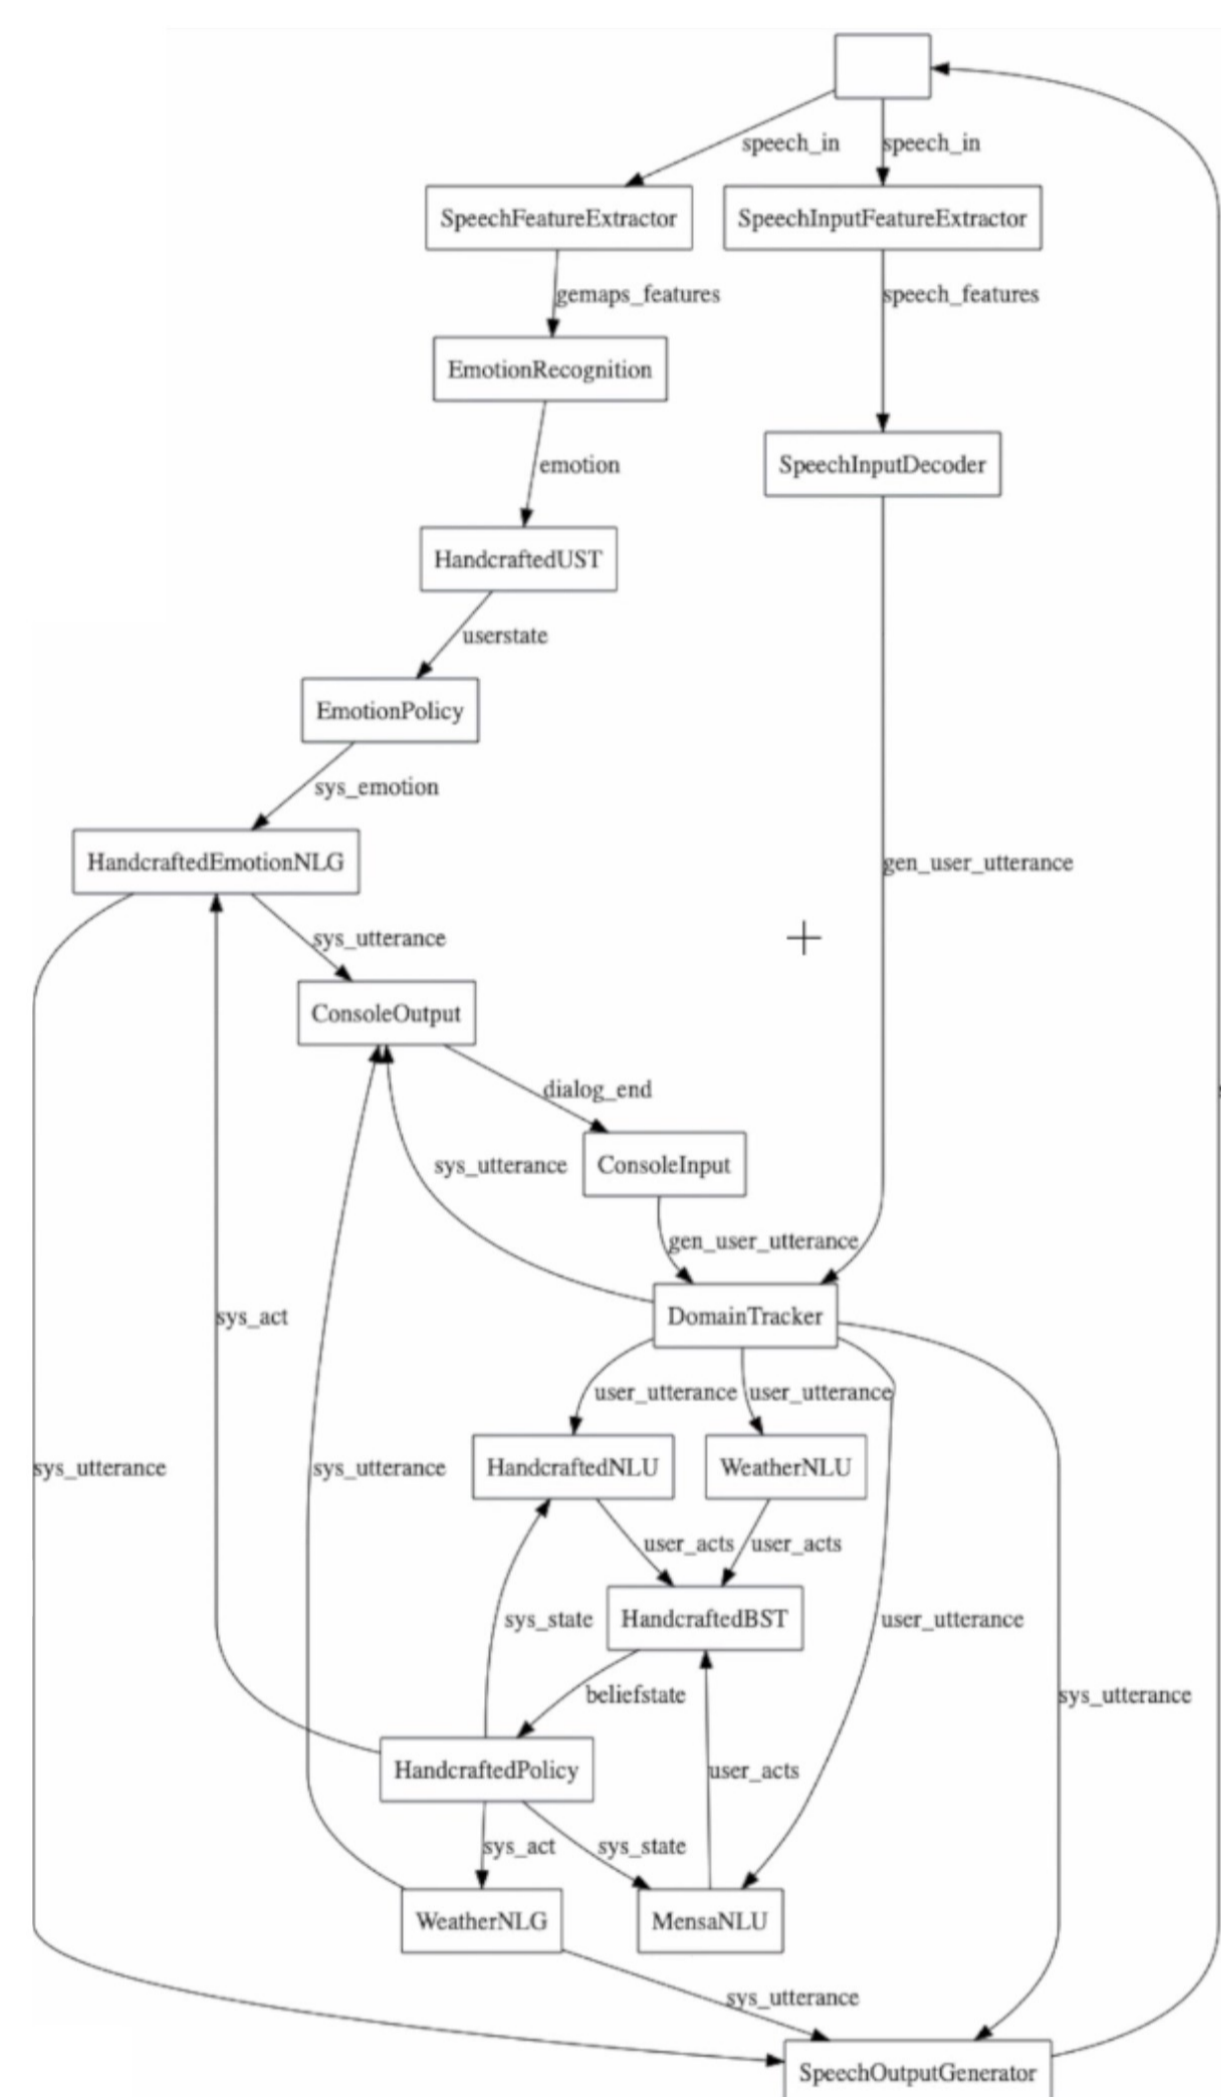 speech_in
speech_in
SpeechFeatureExtractor
SpeechInputFeatureExtractor
gemaps_features
speech_features
EmotionRecognition
emotion
SpeechInputDecoder
HandcraftedUST
userstate
EmotionPolicy
sys_emotion
HandcraftedEmotionNLG
gen_user_utterance
sys_utterance
ConsoleOutput
dialog_end
sys_utterance
ConsoleInput
gen_user_utterance
sys_act
DomainTracker
user_utterance
user_utterance
sys_utterance
sys_utterance
HandcraftedNLU
WeatherNLU
user_acts
user_acts
sys_state
HandcraftedBST
user_utterance
beliefstate
sys_utterance
HandcraftedPolicy
user_acts
sys_act
sys_state
WeatherNLG
MensaNLU
sys_utterance
SpeechOutputGenerator